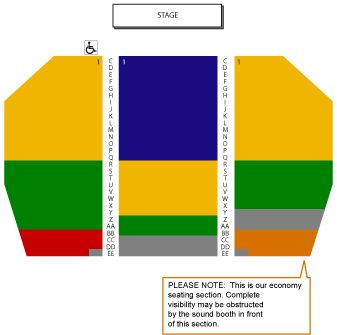 STAGE
1
1
1
C
D
E
F
G
H
I
J
K
L
M
N
O
P
Q
R
S
T
U
V
W
X
Y
Z
AA
BB
CC
DD
EE
C
D
E
F
G
H
I
J
K
L
M
N
O
P
Q
R
S
T
U
V
W
X
Y
Z
AA
BB
CC
DD
EE
PLEASE NOTE: This is our economy
seating section. Complete
visibility may be obstructed
by the sound booth in front
of this section.